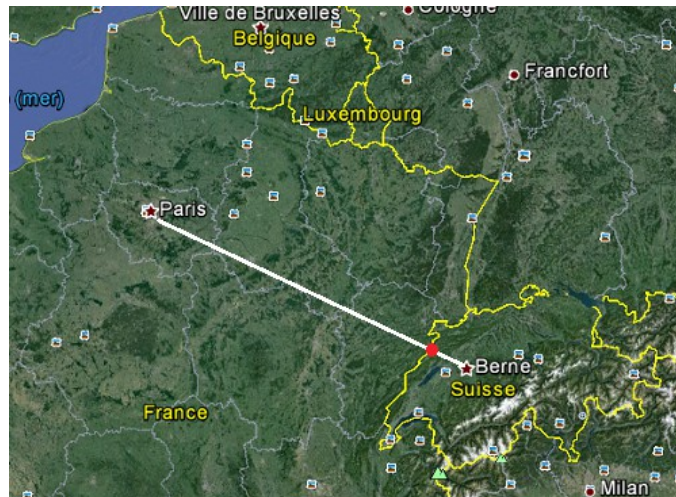 Ville de Bruxelles
Cologne
Belgique
Francfort
(mer)
Luxembourg
Paris
Berne
Suisse
France
Milan